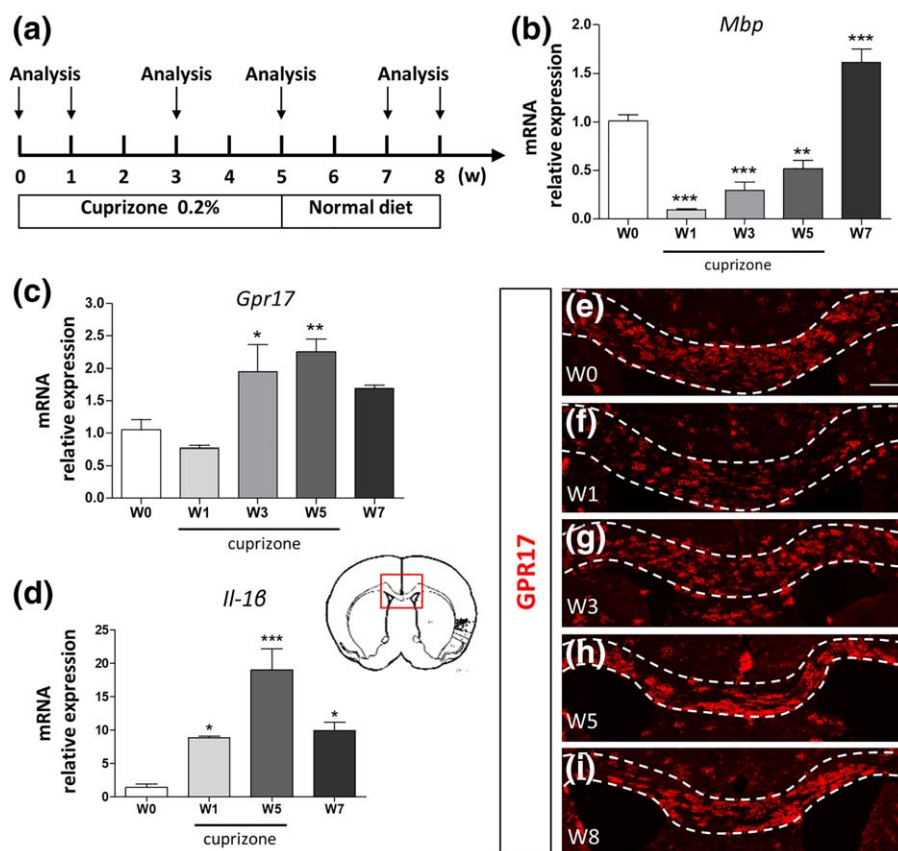 (a)
Analysis Analysis Analysis Analysis
0 1 2 3 4 5 6 7 8 (w)
Cuprizone 0.2% Normal diet
(b)
Mbp
mRNA
relative expression
2.0
1.5
1.0
0.5
0.0
*** *** ** ***
W0 W1 W3 W5 W7
cuprizone
(c)
Gpr17
mRNA
relative expression
3.0
2.5
2.0
1.5
1.0
0.5
0.0
* **
W0 W1 W3 W5 W7
cuprizone
(d)
Il-1β
mRNA
relative expression
25
20
15
10
5
0
* *** *
W0 W1 W5 W7
cuprizone
GPR17
(e)
W0
(f)
W1
(g)
W3
(h)
W5
(i)
W8